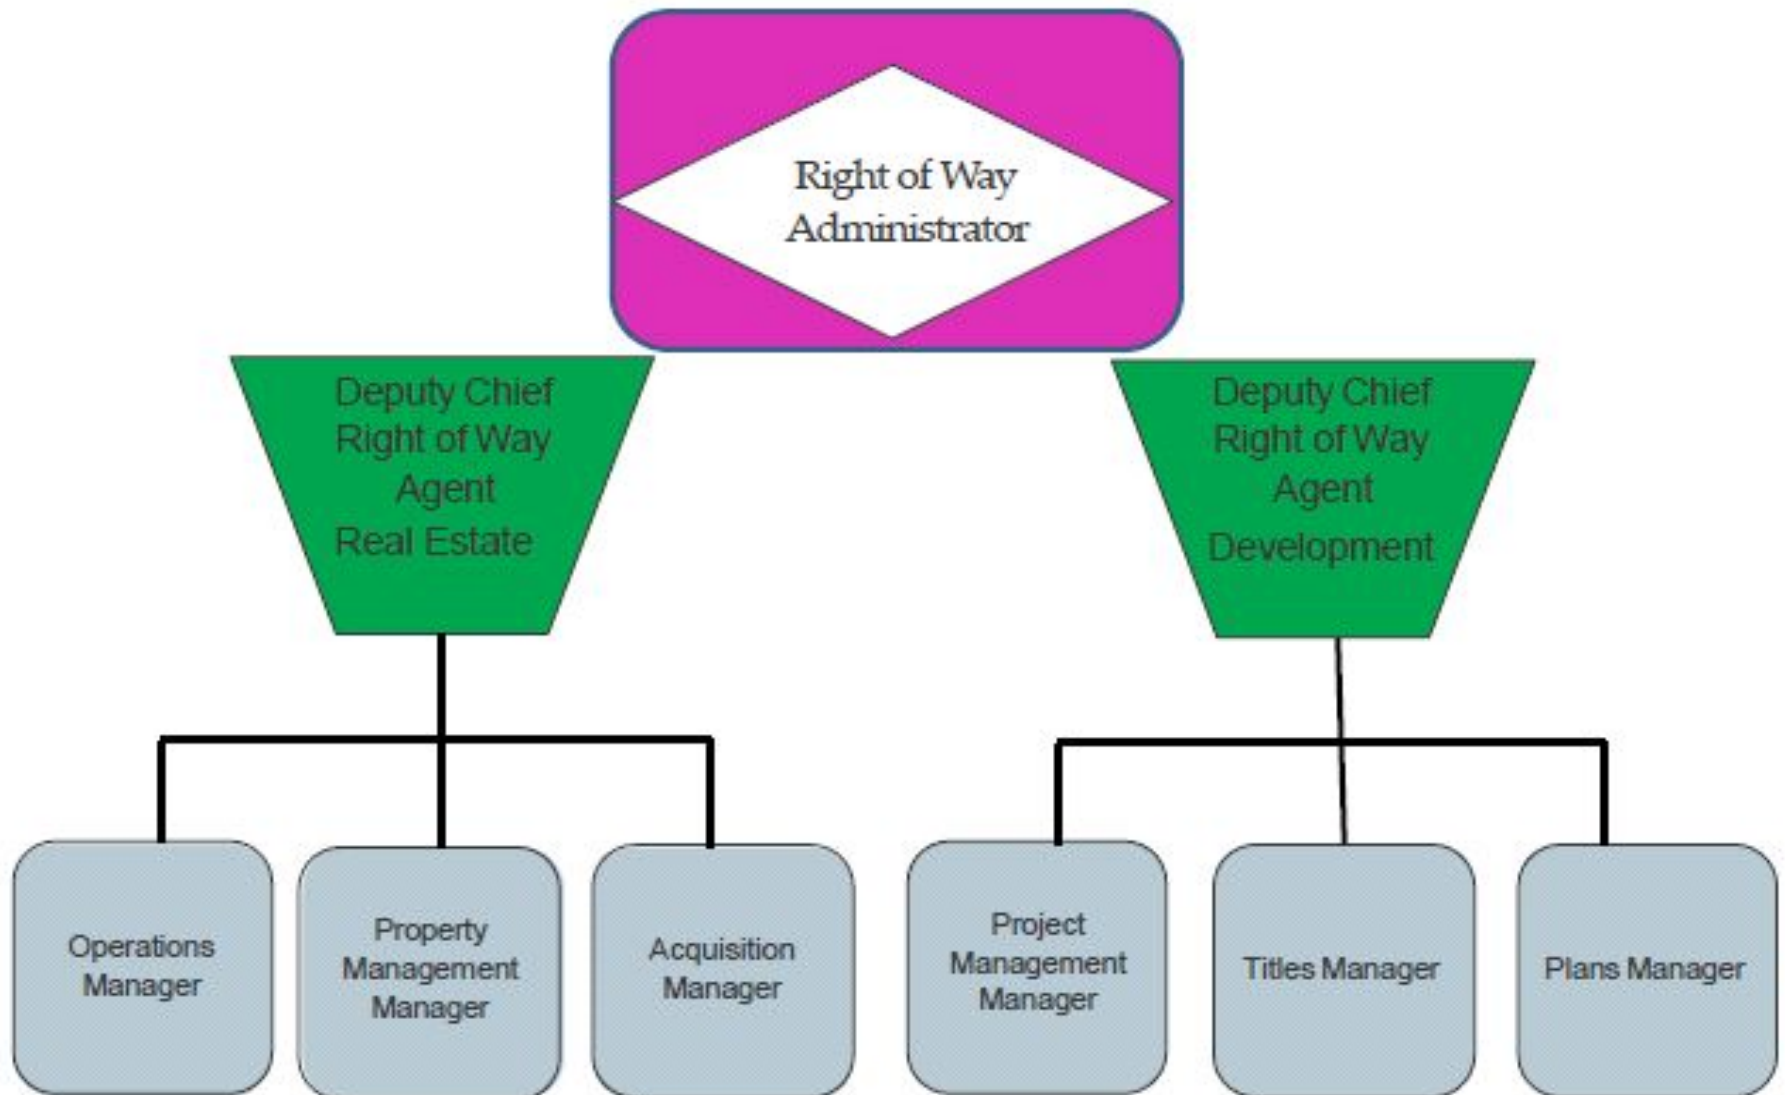 Right of Way
Administrator
Deputy Chief
Right of Way
Agent
Real Estate
Deputy Chief
Right of Way
Agent
Development
Operations
Manager
Property
Management
Manager
Acquisition
Manager
Project
Management
Manager
Titles Manager
Plans Manager